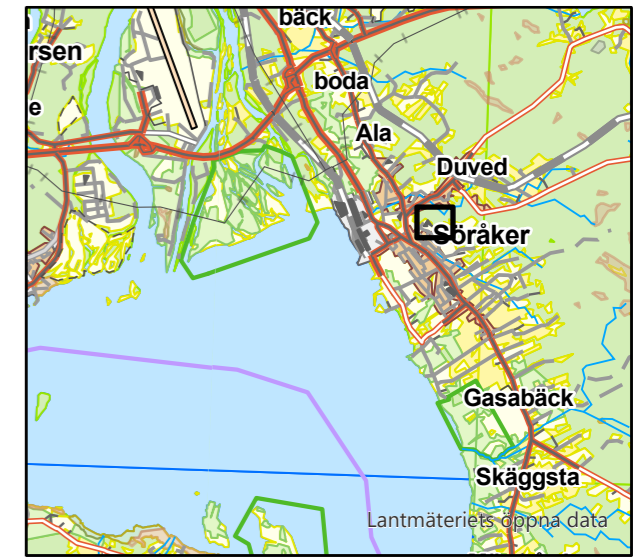 bäck
rsen
boda
e
Ala
Duved
Söråker
Gasabäck
Skäggsta
Lantmäteriets öppna data